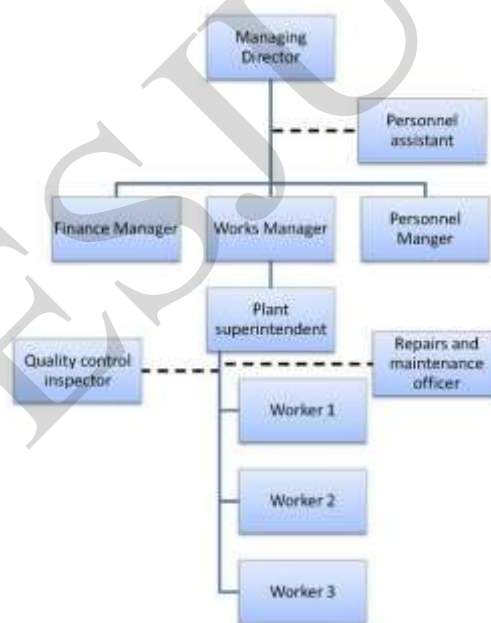 Managing
Director
Personnel
assistant
Finance Manager
Works Manager
Personnel
Manger
Plant
superintendent
Quality control
inspector
Repairs and
maintenance
officer
Worker 1
Worker 2
Worker 3